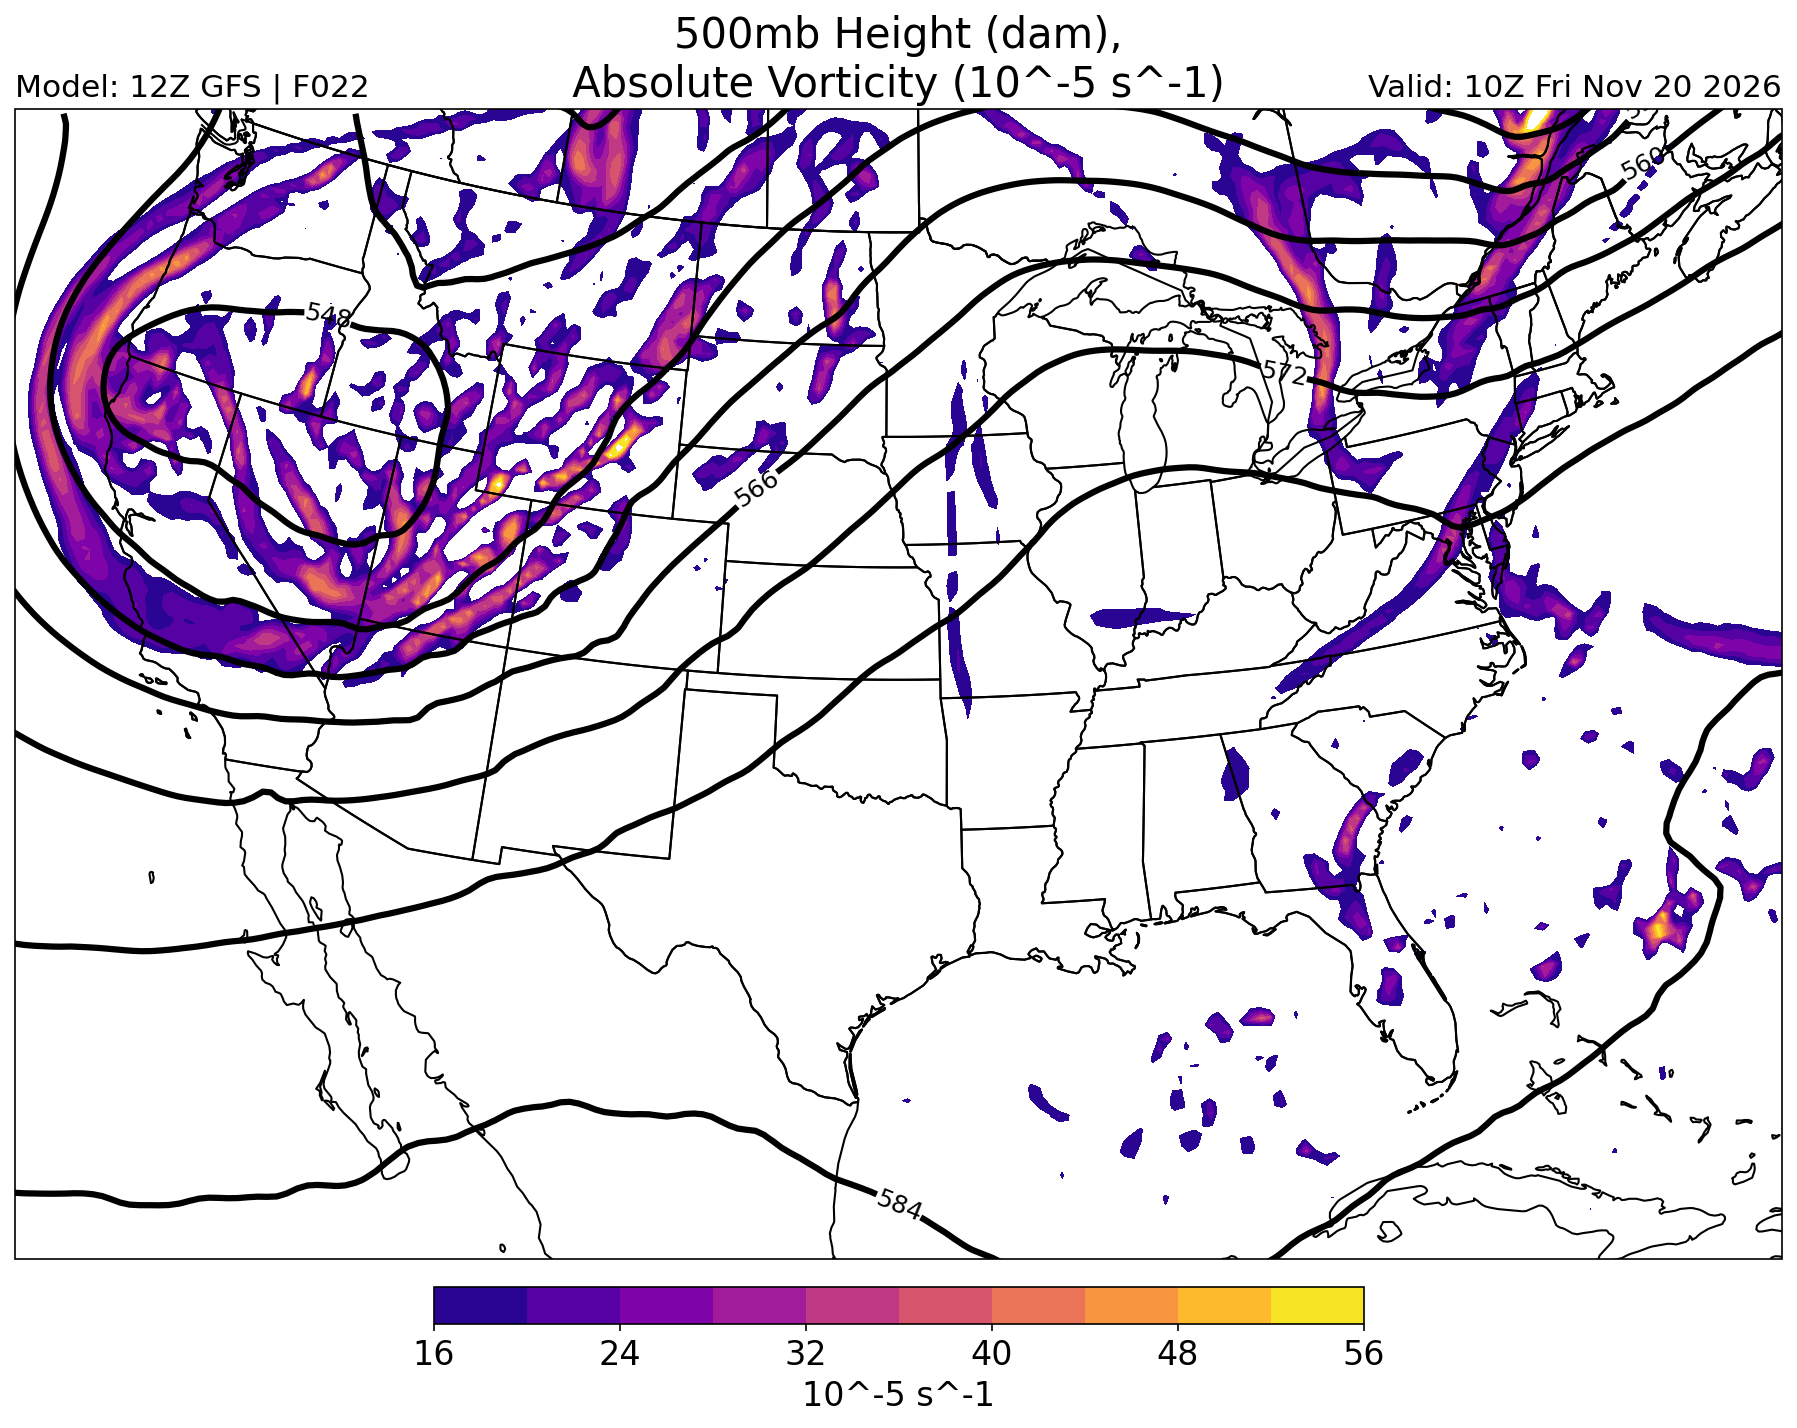 500mb Height (dam),
Absolute Vorticity (10^-5 s^-1)
Model: 12Z GFS | F022
Valid: 10Z Fri Nov 20 2026
560
548
572
566
584
16 24 32 40 48 56
10^-5 s^-1